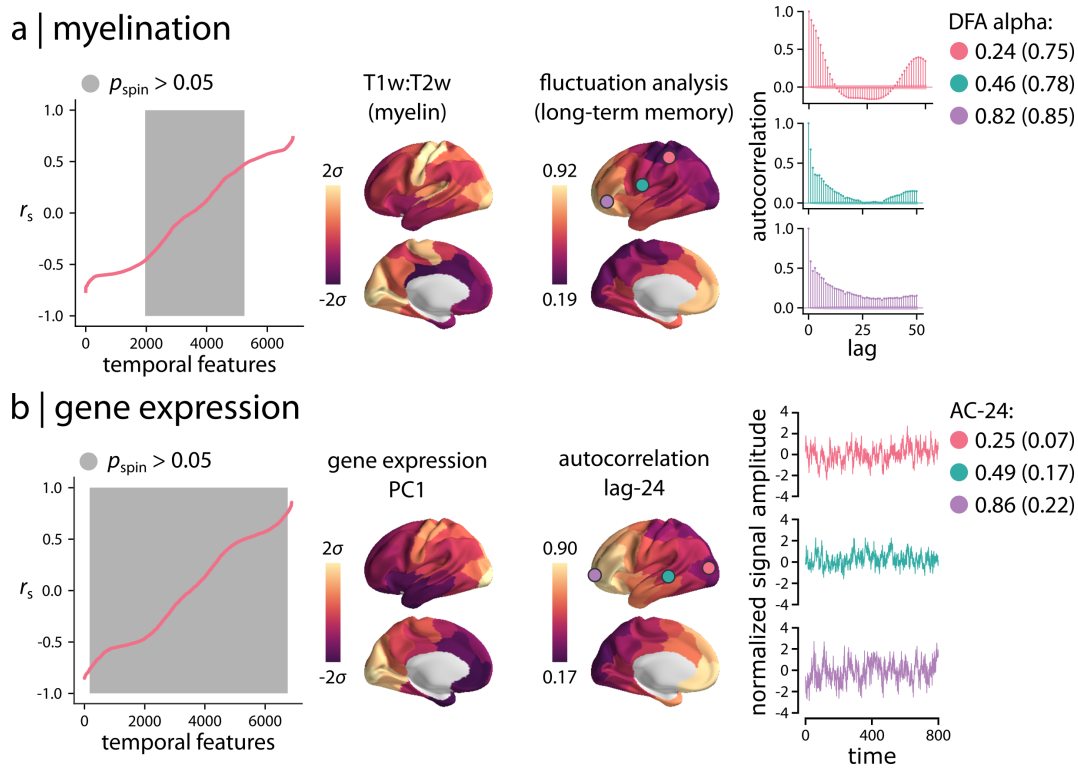 a | myelination
pspin > 0.05
1.0
0.5
0.0
-0.5
-1.0
rs
0
2000
4000
6000
temporal features
T1w:T2w
(myelin)
2σ
-2σ
fluctuation analysis
(long-term memory)
0.92
0.19
autocorrelation
1.0
0.5
0.0
1.0
0.5
0.0
1.0
0.5
0.0
0
25
50
lag
DFA alpha:
0.24 (0.75)
0.46 (0.78)
0.82 (0.85)
b | gene expression
pspin > 0.05
1.0
0.5
0.0
-0.5
-1.0
rs
0
2000
4000
6000
temporal features
gene expression
PC1
2σ
-2σ
autocorrelation
lag-24
0.90
0.17
normalized signal amplitude
4
2
0
-2
-4
4
2
0
-2
-4
4
2
0
-2
-4
0
400
800
time
AC-24:
0.25 (0.07)
0.49 (0.17)
0.86 (0.22)